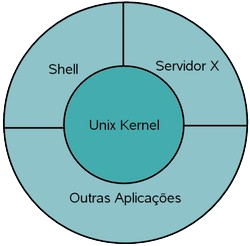 Shell
Servidor X
Unix Kernel
Outras Aplicações